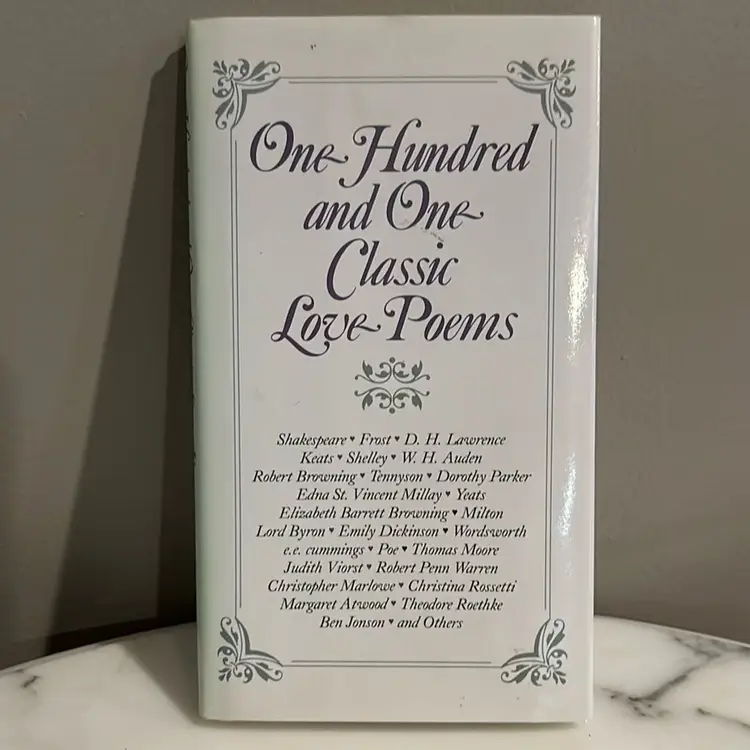 One Hundred
and One
Classic
Love Poems
Shakespeare ♥ Frost ♥ D. H. Lawrence
Keats ♥ Shelley ♥ W. H. Auden
Robert Browning ♥ Tennyson ♥ Dorothy Parker
Edna St. Vincent Millay ♥ Yeats
Elizabeth Barrett Browning ♥ Milton
Lord Byron ♥ Emily Dickinson ♥ Wordsworth
e.e. cummings ♥ Poe ♥ Thomas Moore
Judith Viorst ♥ Robert Penn Warren
Christopher Marlowe ♥ Christina Rossetti
Margaret Atwood ♥ Theodore Roethke
Ben Jonson ♥ and Others